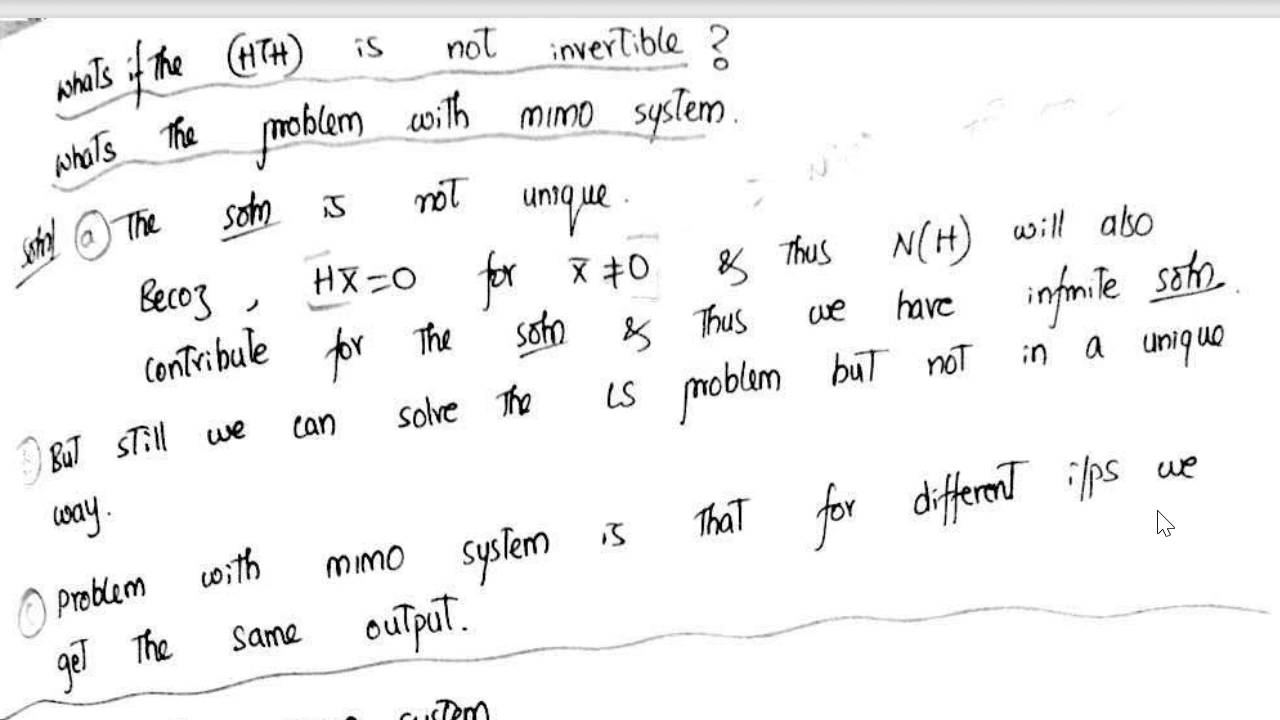 whats if the (HTH) is not invertible ?
whats the problem with mimo system.
soln ⓐ The soln is not unique.
Becoz, Hx̄=0 for x̄≠0 & Thus N(H) will also
contribute for the soln & Thus we have infinite soln.
But still we can solve the LS problem but not in a unique
way.
Problem with mimo system is that for different i/ps we
get the same output.
system